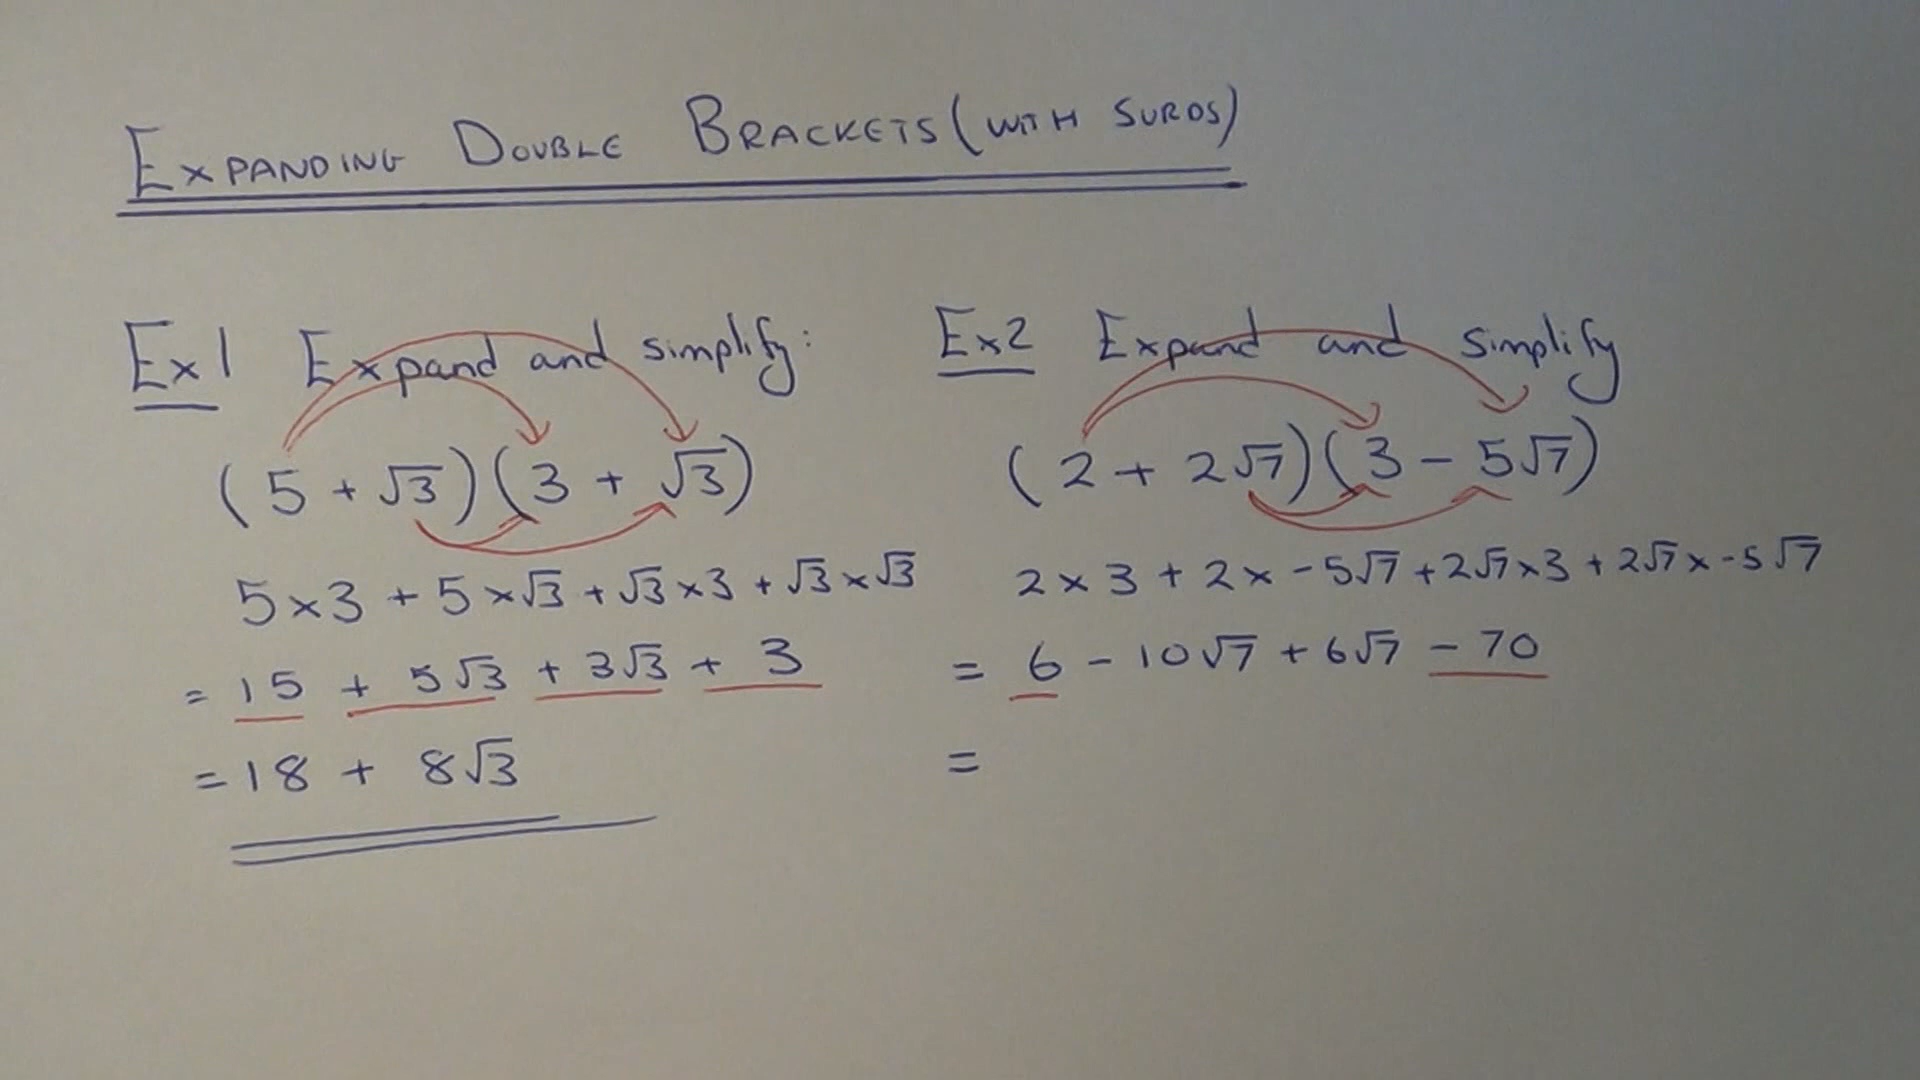 EXPANDING DOUBLE BRACKETS (WITH SURDS)
Ex1 Expand and simplify:
(5 + √3)(3 + √3)
5×3 + 5×√3 + √3×3 + √3×√3
= 15 + 5√3 + 3√3 + 3
= 18 + 8√3
Ex2 Expand and simplify
(2 + 2√7)(3 - 5√7)
2×3 + 2×-5√7 + 2√7×3 + 2√7×-5√7
= 6 - 10√7 + 6√7 - 70
=